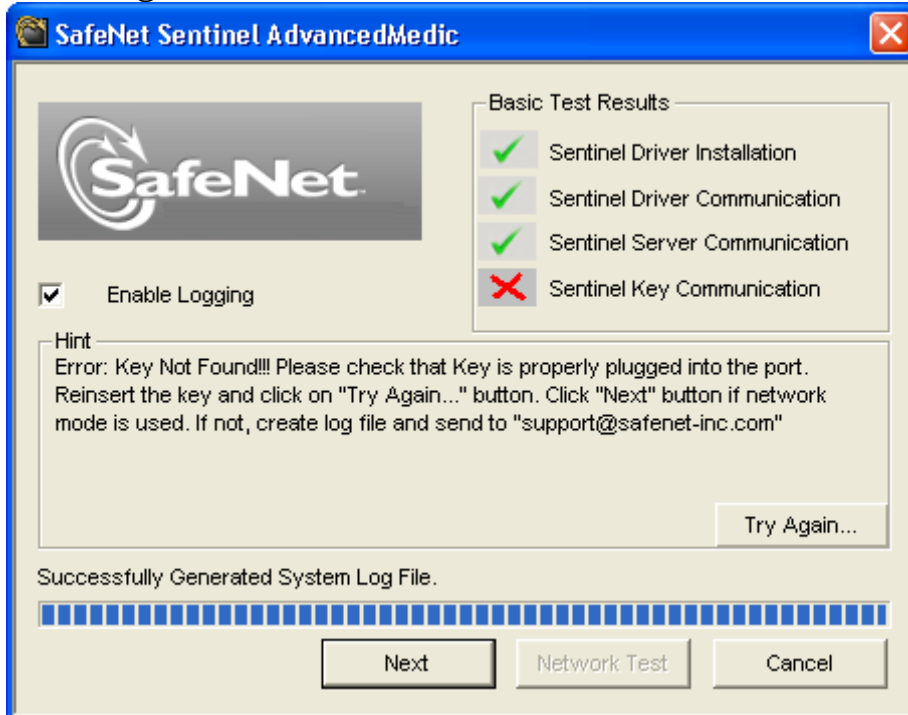 SafeNet Sentinel AdvancedMedic
SafeNet.
Basic Test Results
Sentinel Driver Installation
Sentinel Driver Communication
Sentinel Server Communication
Sentinel Key Communication
Enable Logging
Hint
Error: Key Not Found!!! Please check that Key is properly plugged into the port.
Reinsert the key and click on "Try Again..." button. Click "Next" button if network
mode is used. If not, create log file and send to "support@safenet-inc.com"
Try Again...
Successfully Generated System Log File.
Next
Network Test
Cancel